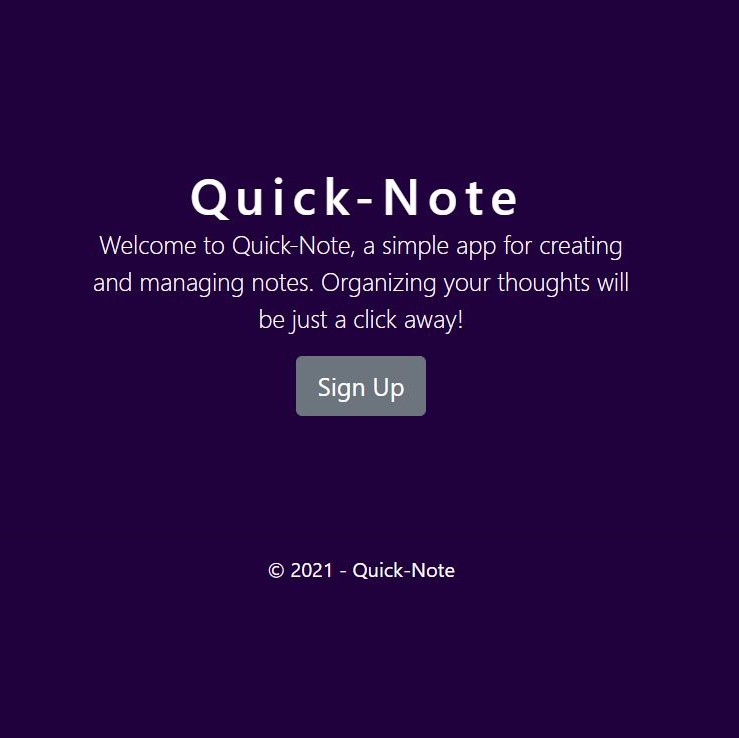 Quick-Note
Welcome to Quick-Note, a simple app for creating
and managing notes. Organizing your thoughts will
be just a click away!
Sign Up
© 2021 - Quick-Note